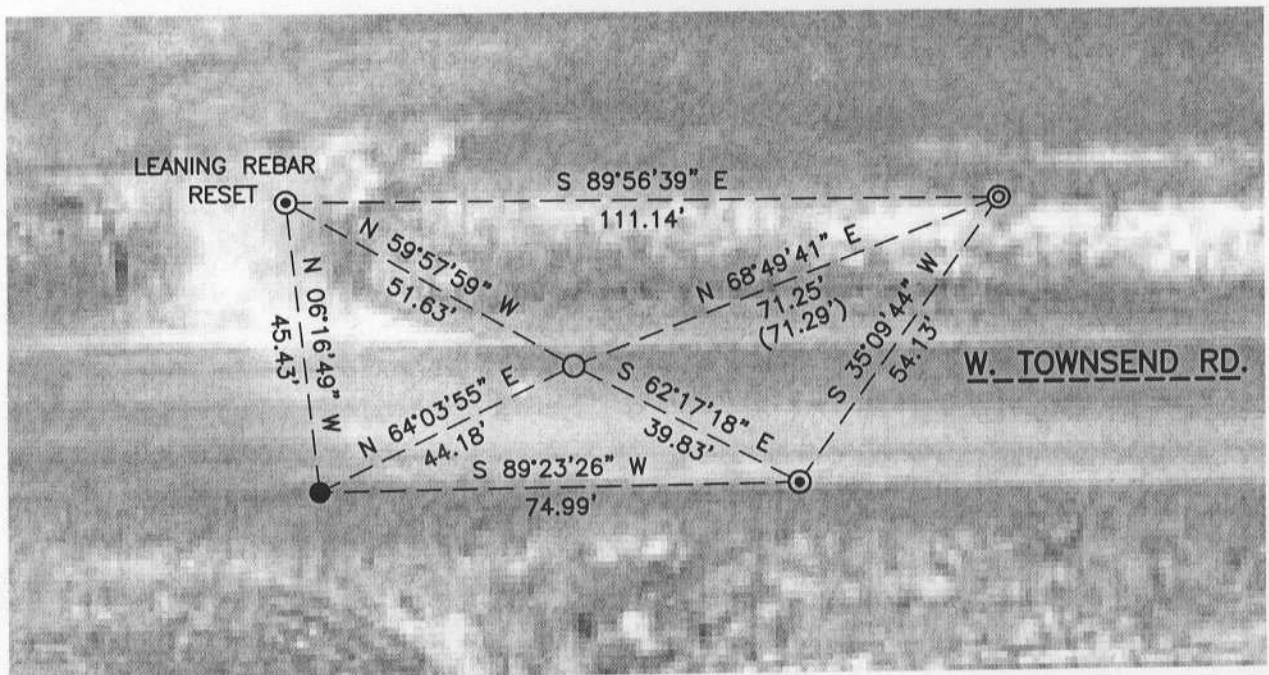 LEANING REBAR
RESET
S 89°56'39" E
111.14'
N 59°57'59" W
51.63'
N 68°49'41" E
71.25'
(71.29')
N 06°16'49" W
45.43'
S 35°09'44" W
54.13'
W. TOWNSEND RD.
N 64°03'55" E
44.18'
S 62°17'18" E
39.83'
S 89°23'26" W
74.99'